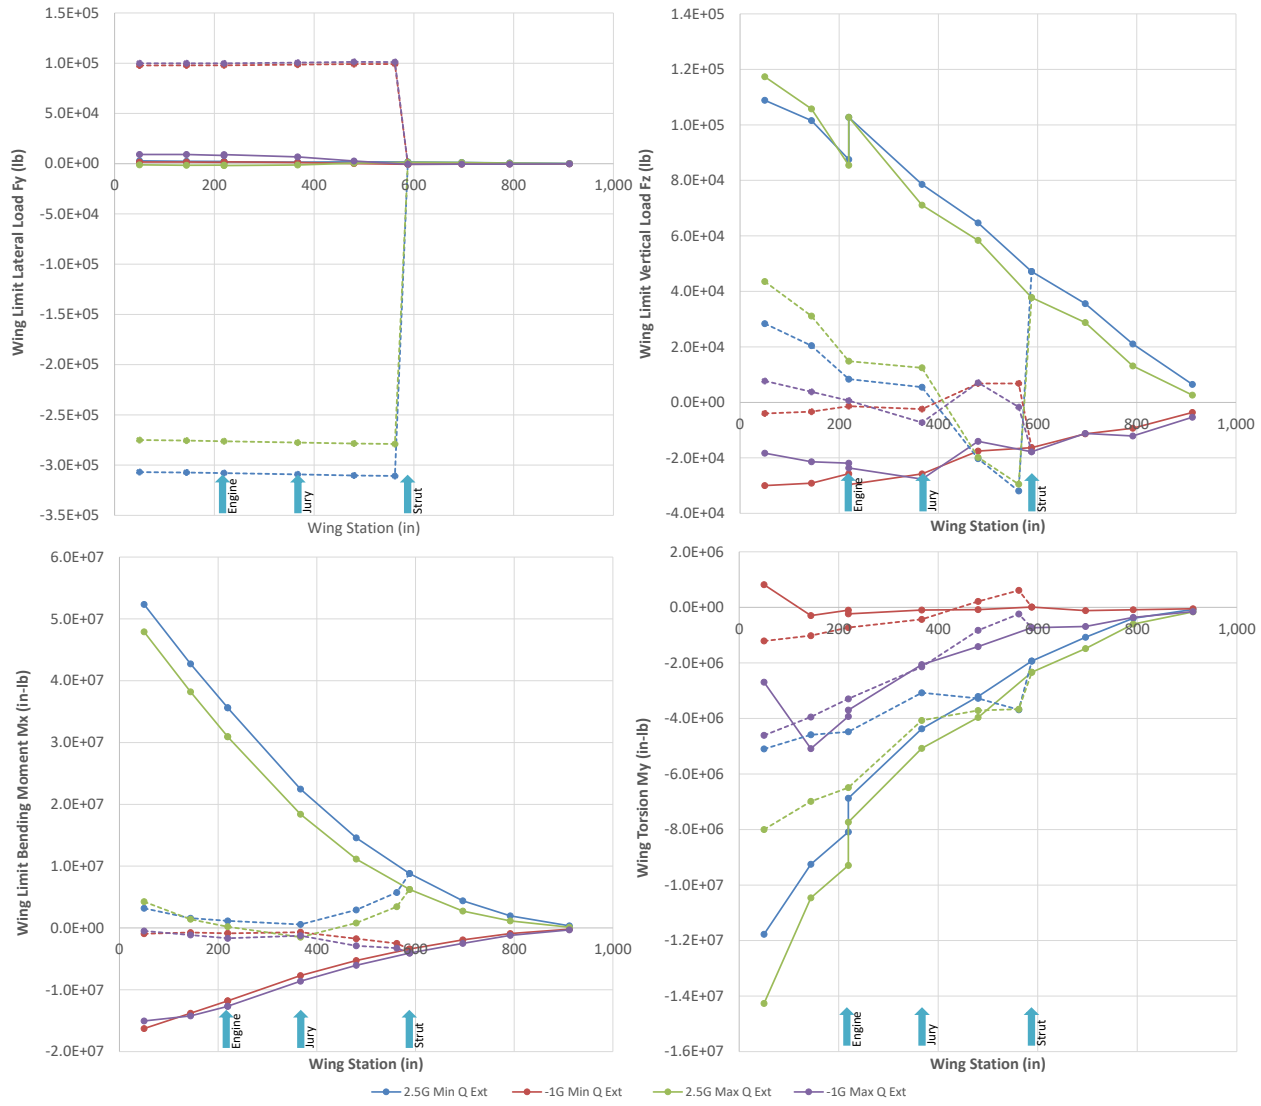 Wing Limit Lateral Load Fy (lb)
1.5E+05
1.0E+05
5.0E+04
0.0E+00
-5.0E+04
-1.0E+05
-1.5E+05
-2.0E+05
-2.5E+05
-3.0E+05
-3.5E+05
0
200
400
600
800
1,000
Engine
Jury
Strut
Wing Station (in)
Wing Limit Vertical Load Fz (lb)
1.4E+05
1.2E+05
1.0E+05
8.0E+04
6.0E+04
4.0E+04
2.0E+04
0.0E+00
-2.0E+04
-4.0E+04
0
200
400
600
800
1,000
Engine
Jury
Strut
Wing Station (in)
Wing Limit Bending Moment Mx (in-lb)
6.0E+07
5.0E+07
4.0E+07
3.0E+07
2.0E+07
1.0E+07
0.0E+00
-1.0E+07
-2.0E+07
0
200
400
600
800
1,000
Engine
Jury
Strut
Wing Station (in)
Wing Torsion My (in-lb)
2.0E+06
0.0E+00
-2.0E+06
-4.0E+06
-6.0E+06
-8.0E+06
-1.0E+07
-1.2E+07
-1.4E+07
-1.6E+07
0
200
400
600
800
1,000
Engine
Jury
Strut
Wing Station (in)
2.5G Min Q Ext
-1G Min Q Ext
2.5G Max Q Ext
-1G Max Q Ext